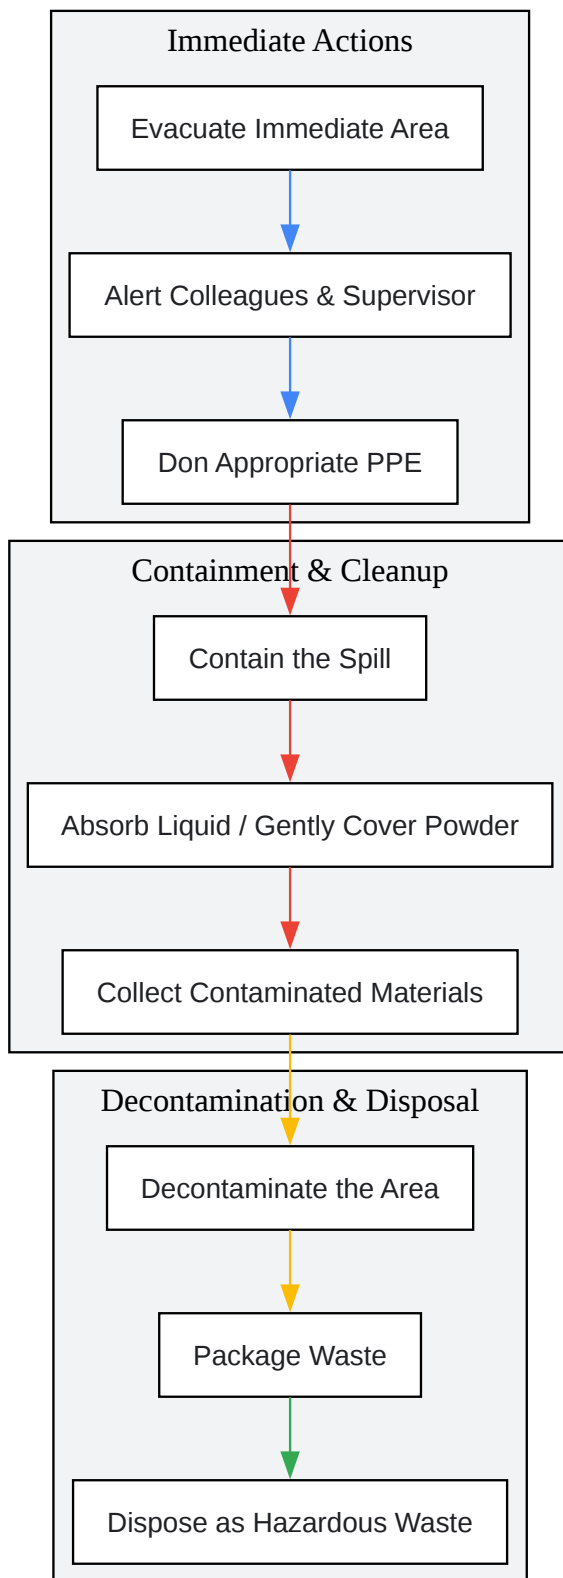 Immediate Actions
Evacuate Immediate Area
Alert Colleagues & Supervisor
Don Appropriate PPE
Containment & Cleanup
Contain the Spill
Absorb Liquid / Gently Cover Powder
Collect Contaminated Materials
Decontamination & Disposal
Decontaminate the Area
Package Waste
Dispose as Hazardous Waste